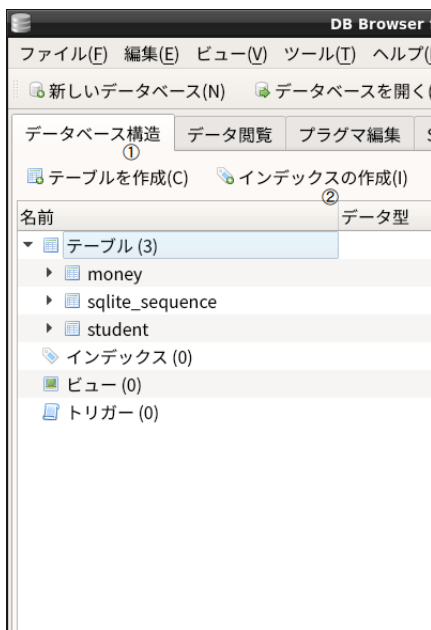 DB Browser
ファイル(F) 編集(E) ビュー(V) ツール(T) ヘルプ(
新しいデータベース(N) データベースを開く(
データベース構造 データ閲覧 プラグマ編集 S
①
テーブルを作成(C) インデックスの作成(I)
②
名前 データ型
テーブル (3)
money
sqlite_sequence
student
インデックス (0)
ビュー (0)
トリガー (0)